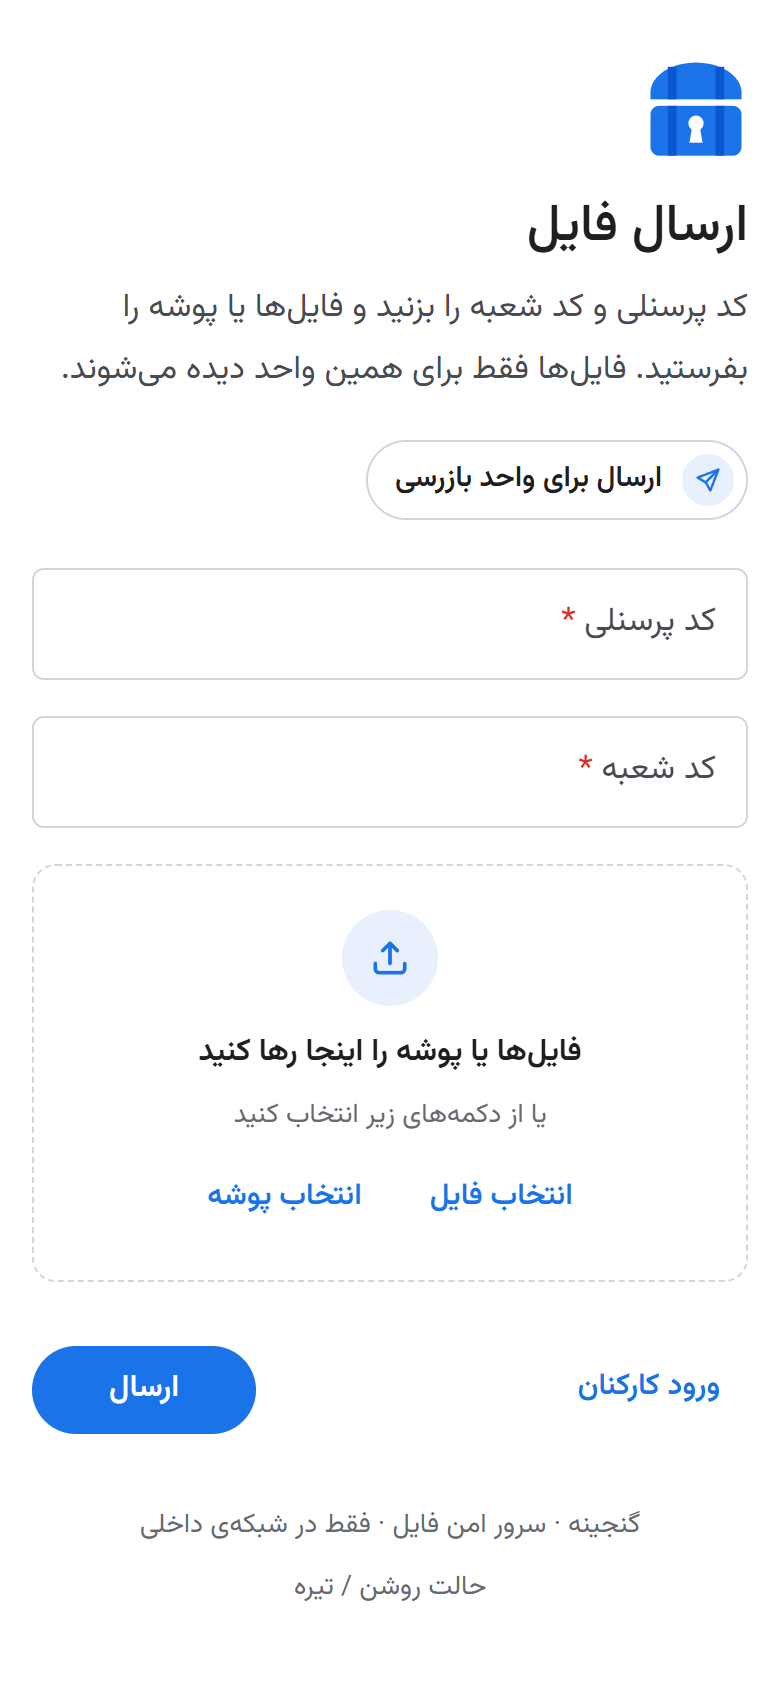 ارسال فایل
کد پرسنلی و کد شعبه را بزنید و فایل‌ها یا پوشه را
بفرستید. فایل‌ها فقط برای همین واحد دیده می‌شوند.
ارسال برای واحد بازرسی
کد پرسنلی *
کد شعبه *
فایل‌ها یا پوشه را اینجا رها کنید
یا از دکمه‌های زیر انتخاب کنید
انتخاب فایل
انتخاب پوشه
ورود کارکنان
ارسال
گنجینه · سرور امن فایل · فقط در شبکه‌ی داخلی
حالت روشن / تیره